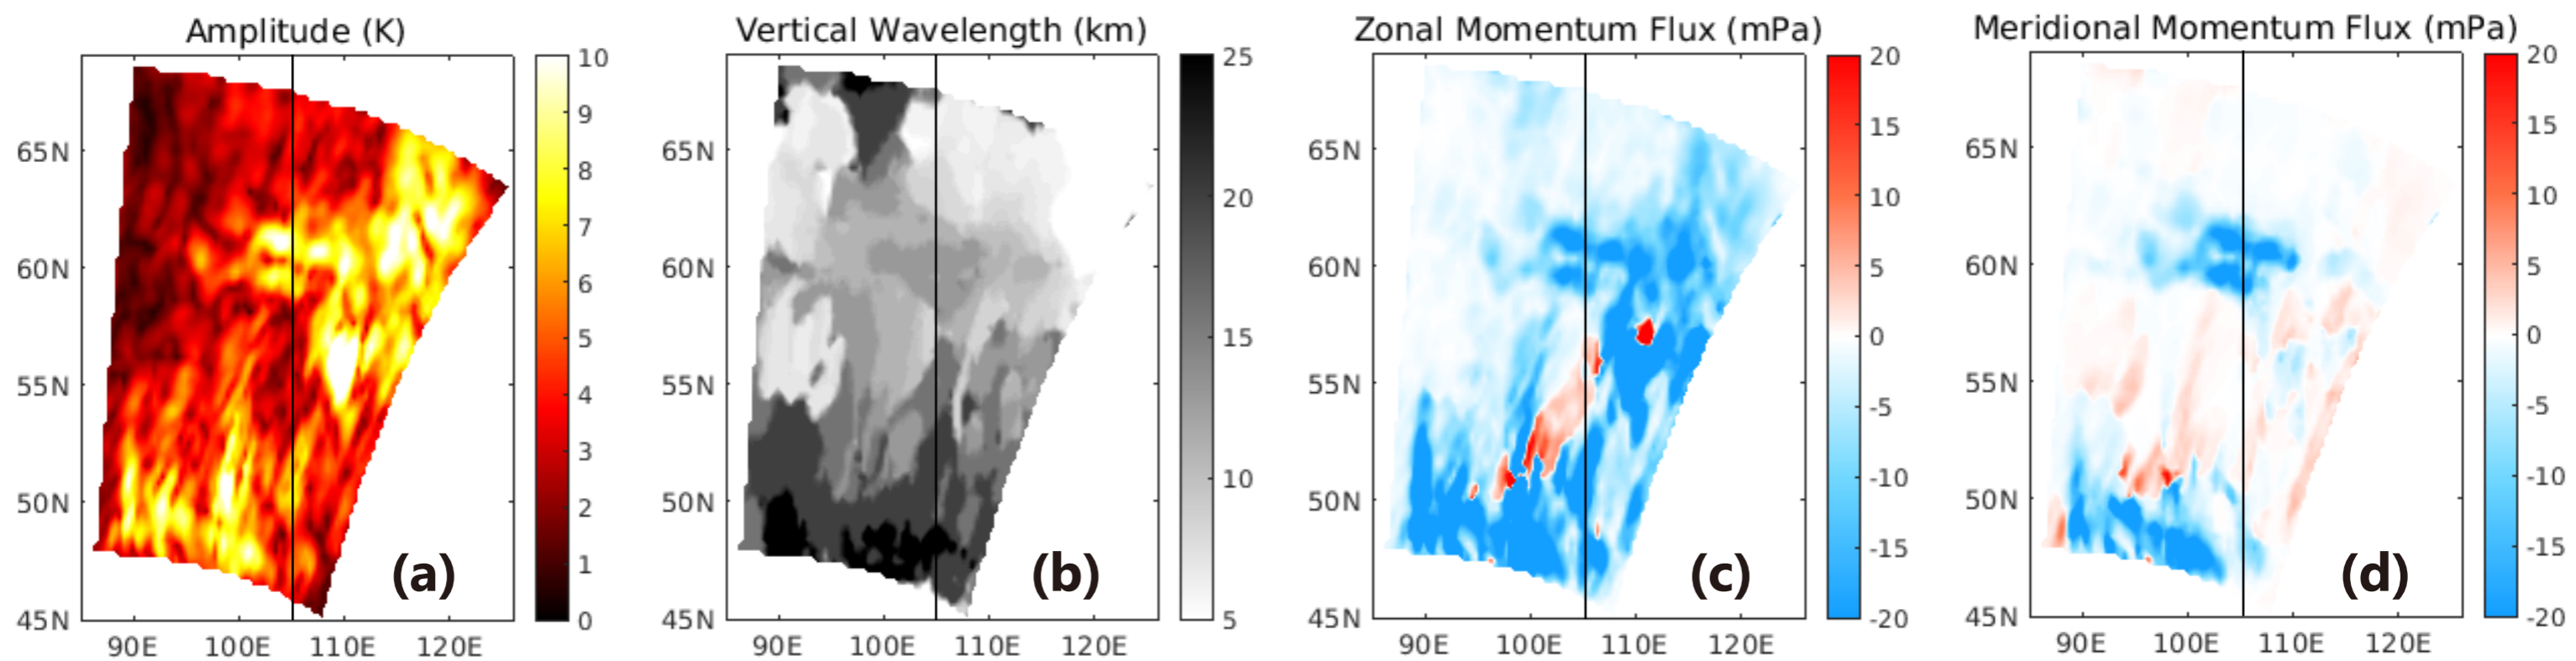 Amplitude (K)
65N
60N
55N
50N
45N
90E 100E 110E 120E
10
9
8
7
6
5
4
3
2
1
0
(a)
Vertical Wavelength (km)
65N
60N
55N
50N
45N
90E 100E 110E 120E
25
20
15
10
5
(b)
Zonal Momentum Flux (mPa)
65N
60N
55N
50N
45N
90E 100E 110E 120E
20
15
10
5
0
-5
-10
-15
-20
(c)
Meridional Momentum Flux (mPa)
65N
60N
55N
50N
45N
90E 100E 110E 120E
20
15
10
5
0
-5
-10
-15
-20
(d)